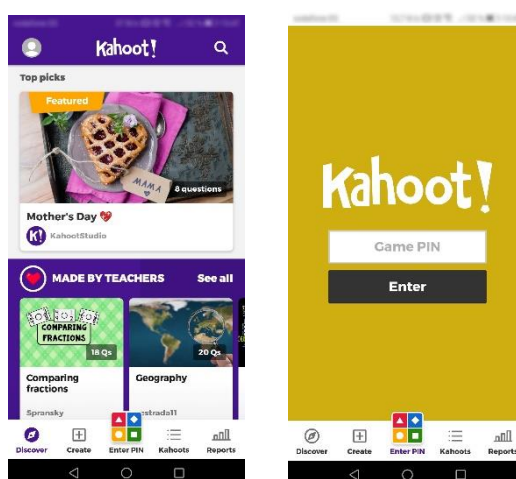 Kahoot!
Top picks
Featured
MAMA
8 questions
Mother's Day
K! KahootStudio
MADE BY TEACHERS See all
COMPARING
FRACTIONS
18 Qs
20 Qs
Comparing
fractions
Geography
Spransky
estrada11
Discover Create Enter PIN Kahoots Reports
Kahoot!
Game PIN
Enter
Discover Create Enter PIN Kahoots Reports